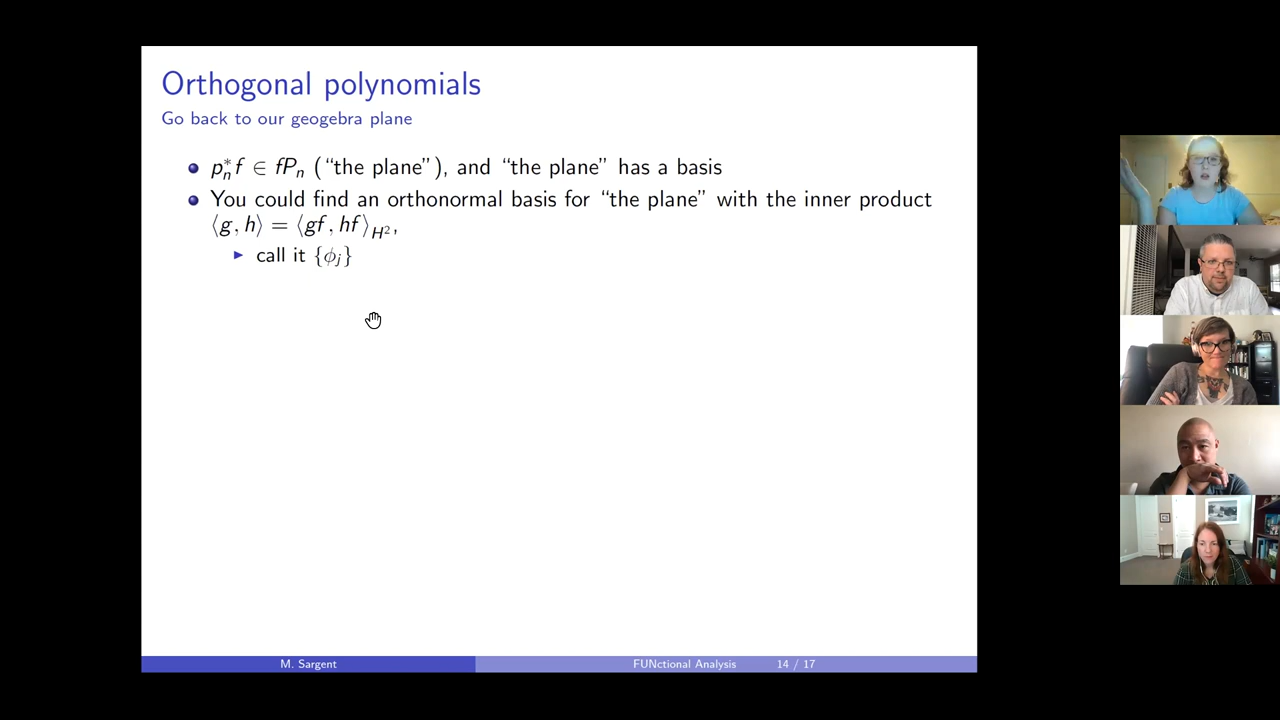 Orthogonal polynomials
Go back to our geogebra plane
pₙ*f ∈ fPₙ (“the plane”), and “the plane” has a basis
You could find an orthonormal basis for “the plane” with the inner product
⟨g, h⟩ = ⟨gf, hf⟩_H²,
call it {ϕⱼ}
M. Sargent FUNctional Analysis 14 / 17